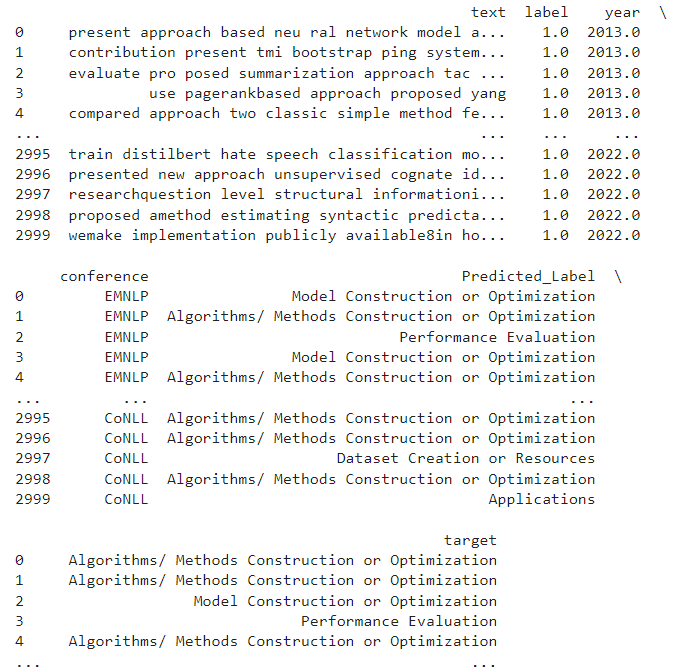 text label year \
0 present approach based neu ral network model a... 1.0 2013.0
1 contribution present tmi bootstrap ping system... 1.0 2013.0
2 evaluate pro posed summarization approach tac ... 1.0 2013.0
3 use pagerankbased approach proposed yang 1.0 2013.0
4 compared approach two classic simple method fe... 1.0 2013.0
... ... ... ...
2995 train distilbert hate speech classification mo... 1.0 2022.0
2996 presented new approach unsupervised cognate id... 1.0 2022.0
2997 researchquestion level structural informationi... 1.0 2022.0
2998 proposed amethod estimating syntactic predicta... 1.0 2022.0
2999 wemake implementation publicly available8in ho... 1.0 2022.0
conference Predicted_Label \
0 EMNLP Model Construction or Optimization
1 EMNLP Algorithms/ Methods Construction or Optimization
2 EMNLP Performance Evaluation
3 EMNLP Model Construction or Optimization
4 EMNLP Algorithms/ Methods Construction or Optimization
... ... ...
2995 CoNLL Algorithms/ Methods Construction or Optimization
2996 CoNLL Algorithms/ Methods Construction or Optimization
2997 CoNLL Dataset Creation or Resources
2998 CoNLL Algorithms/ Methods Construction or Optimization
2999 CoNLL Applications
target
0 Algorithms/ Methods Construction or Optimization
1 Algorithms/ Methods Construction or Optimization
2 Model Construction or Optimization
3 Performance Evaluation
4 Algorithms/ Methods Construction or Optimization
... ...